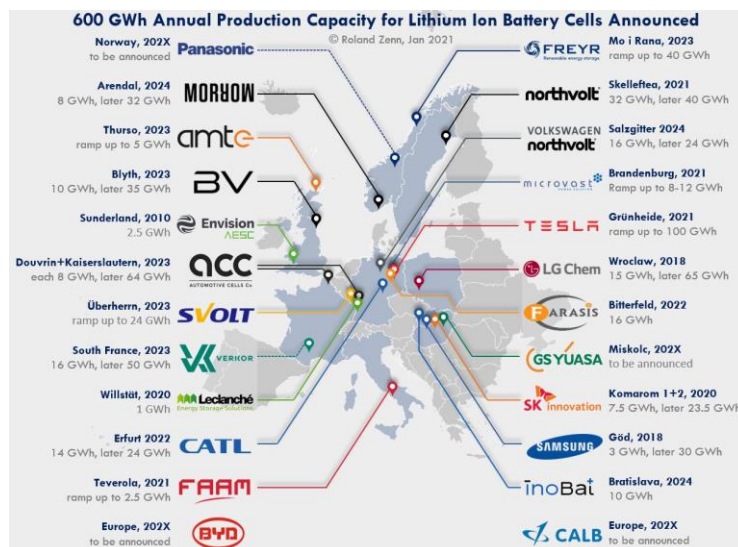 600 GWh Annual Production Capacity for Lithium Ion Battery Cells Announced
© Roland Zenn, Jan 2021
Norway, 202X
to be announced
Panasonic
Arendal, 2024
8 GWh, later 32 GWh
MORROW
Thurso, 2023
ramp up to 5 GWh
amte
Blyth, 2023
10 GWh, later 35 GWh
BV
Sunderland, 2010
2.5 GWh
Envision
AESC
Douvrin+Kaiserslautern, 2023
each 8 GWh, later 64 GWh
acc
AUTOMOTIVE CELLS Co
Überherrn, 2023
ramp up to 24 GWh
SVOLT
South France, 2023
16 GWh, later 50 GWh
VERKOR
Willstät, 2020
1 GWh
Leclanché
Energy Storage Solutions
Erfurt 2022
14 GWh, later 24 GWh
CATL
Teverola, 2021
ramp up to 2.5 GWh
FAAM
Europe, 202X
to be announced
BYD
FREYR
Renewable energy storage
Mo i Rana, 2023
ramp up to 40 GWh
northvolt
Skelleftea, 2021
32 GWh, later 40 GWh
VOLKSWAGEN
northvolt
Salzgitter 2024
16 GWh, later 24 GWh
microvast
Brandenburg, 2021
Ramp up to 8-12 GWh
TESLA
Grünheide, 2021
ramp up to 100 GWh
LG Chem
Wroclaw, 2018
15 GWh, later 65 GWh
FARASIS
Bitterfeld, 2022
16 GWh
GS YUASA
Miskolc, 202X
to be announced
SK innovation
Komarom 1+2, 2020
7.5 GWh, later 23.5 GWh
SAMSUNG
Göd, 2018
3 GWh, later 30 GWh
inoBat
Bratislava, 2024
10 GWh
CALB
Europe, 202X
to be announced